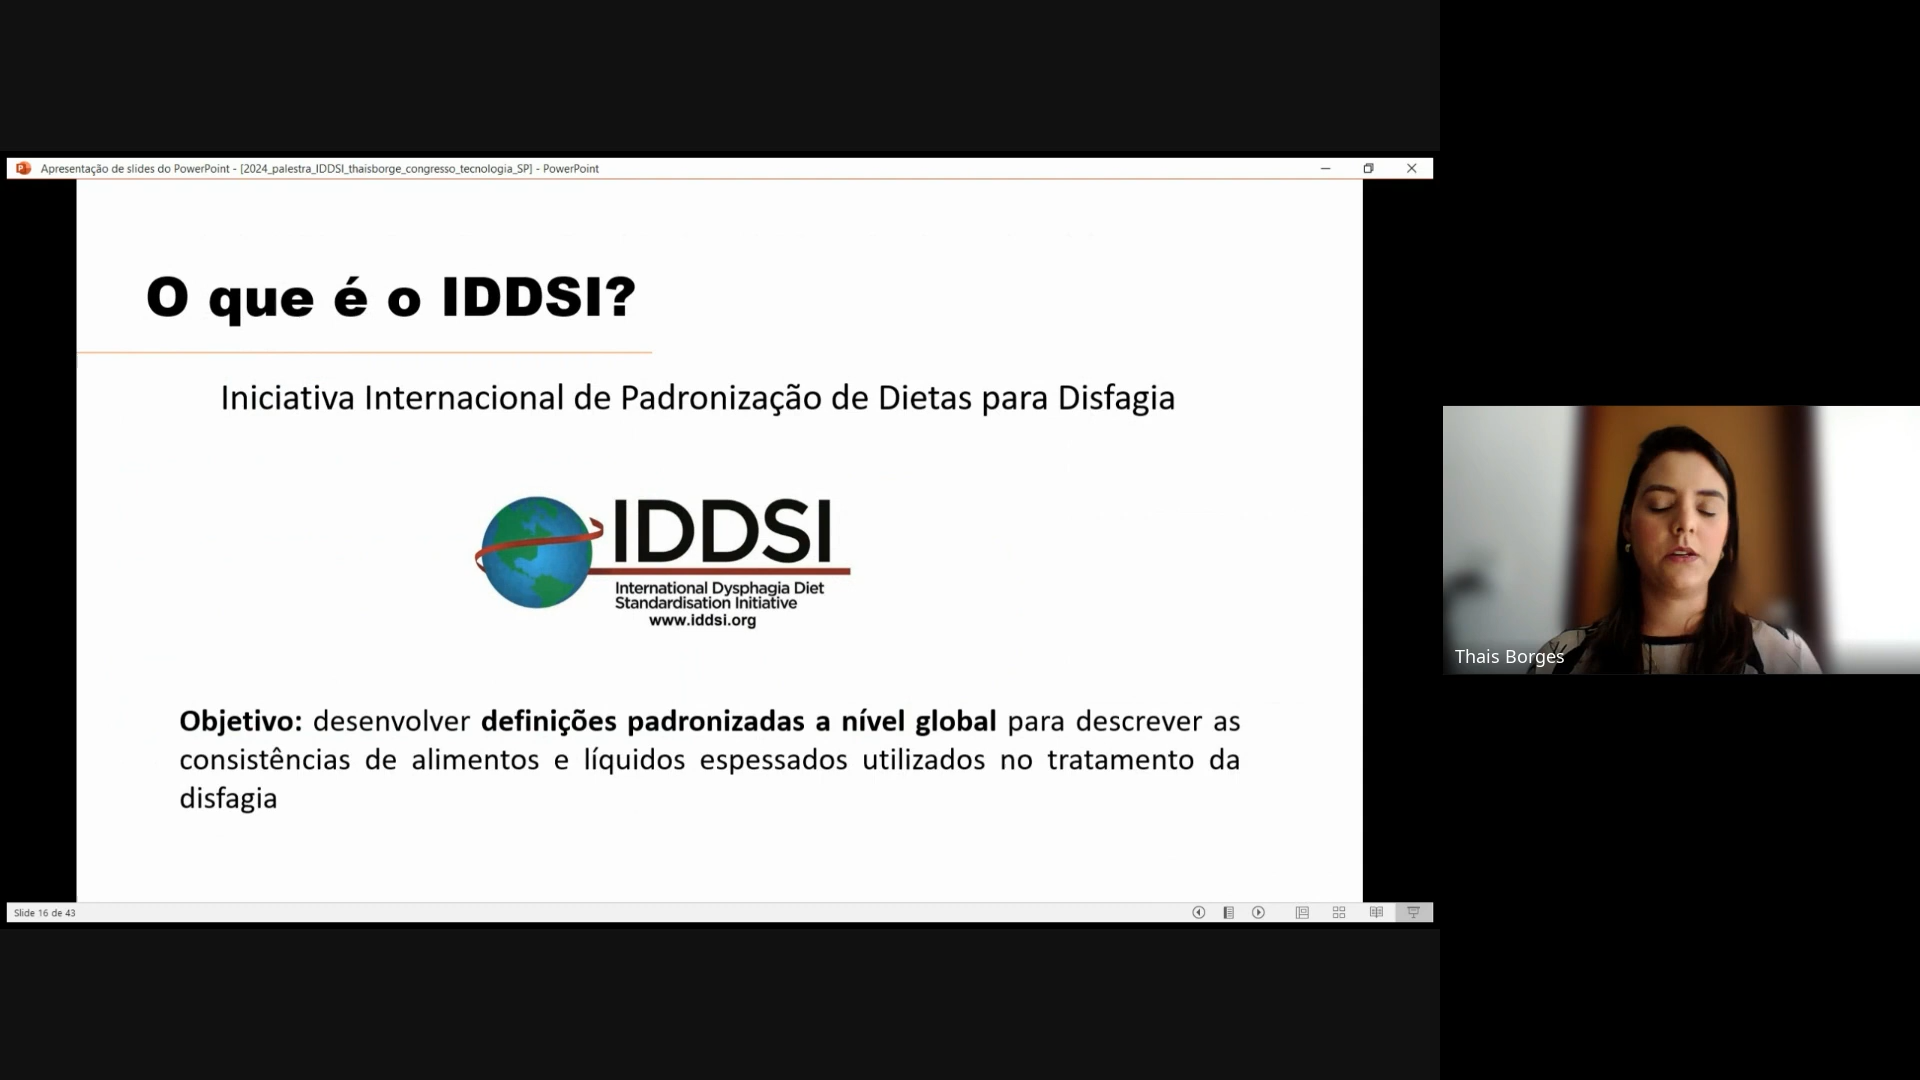 Apresentação de slides do PowerPoint - [2024_palestra_IDDSI_thaisborge_congresso_tecnologia_SP] - PowerPoint
O que é o IDDSI?
Iniciativa Internacional de Padronização de Dietas para Disfagia
IDDSI
International Dysphagia Diet
Standardisation Initiative
www.iddsi.org
Objetivo: desenvolver definições padronizadas a nível global para descrever as
consistências de alimentos e líquidos espessados utilizados no tratamento da
disfagia
Slide 16 de 43
Thais Borges